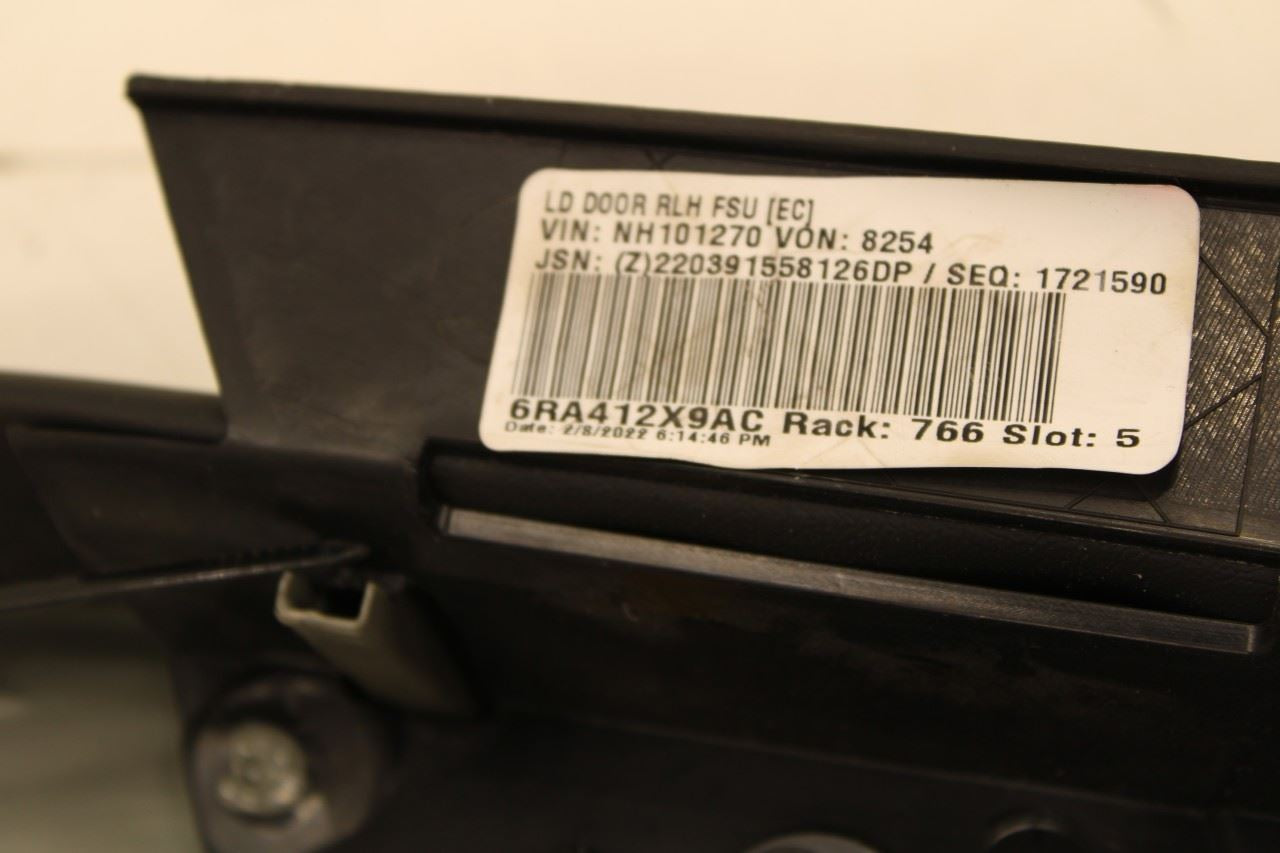 LD DOOR RLH FSU [EC]
VIN: NH101270 VON: 8254
JSN: (Z)220391558126DP / SEQ: 1721590
6RA412X9AC Rack: 766 Slot: 5
Date: 2/8/2022 6:14:46 PM